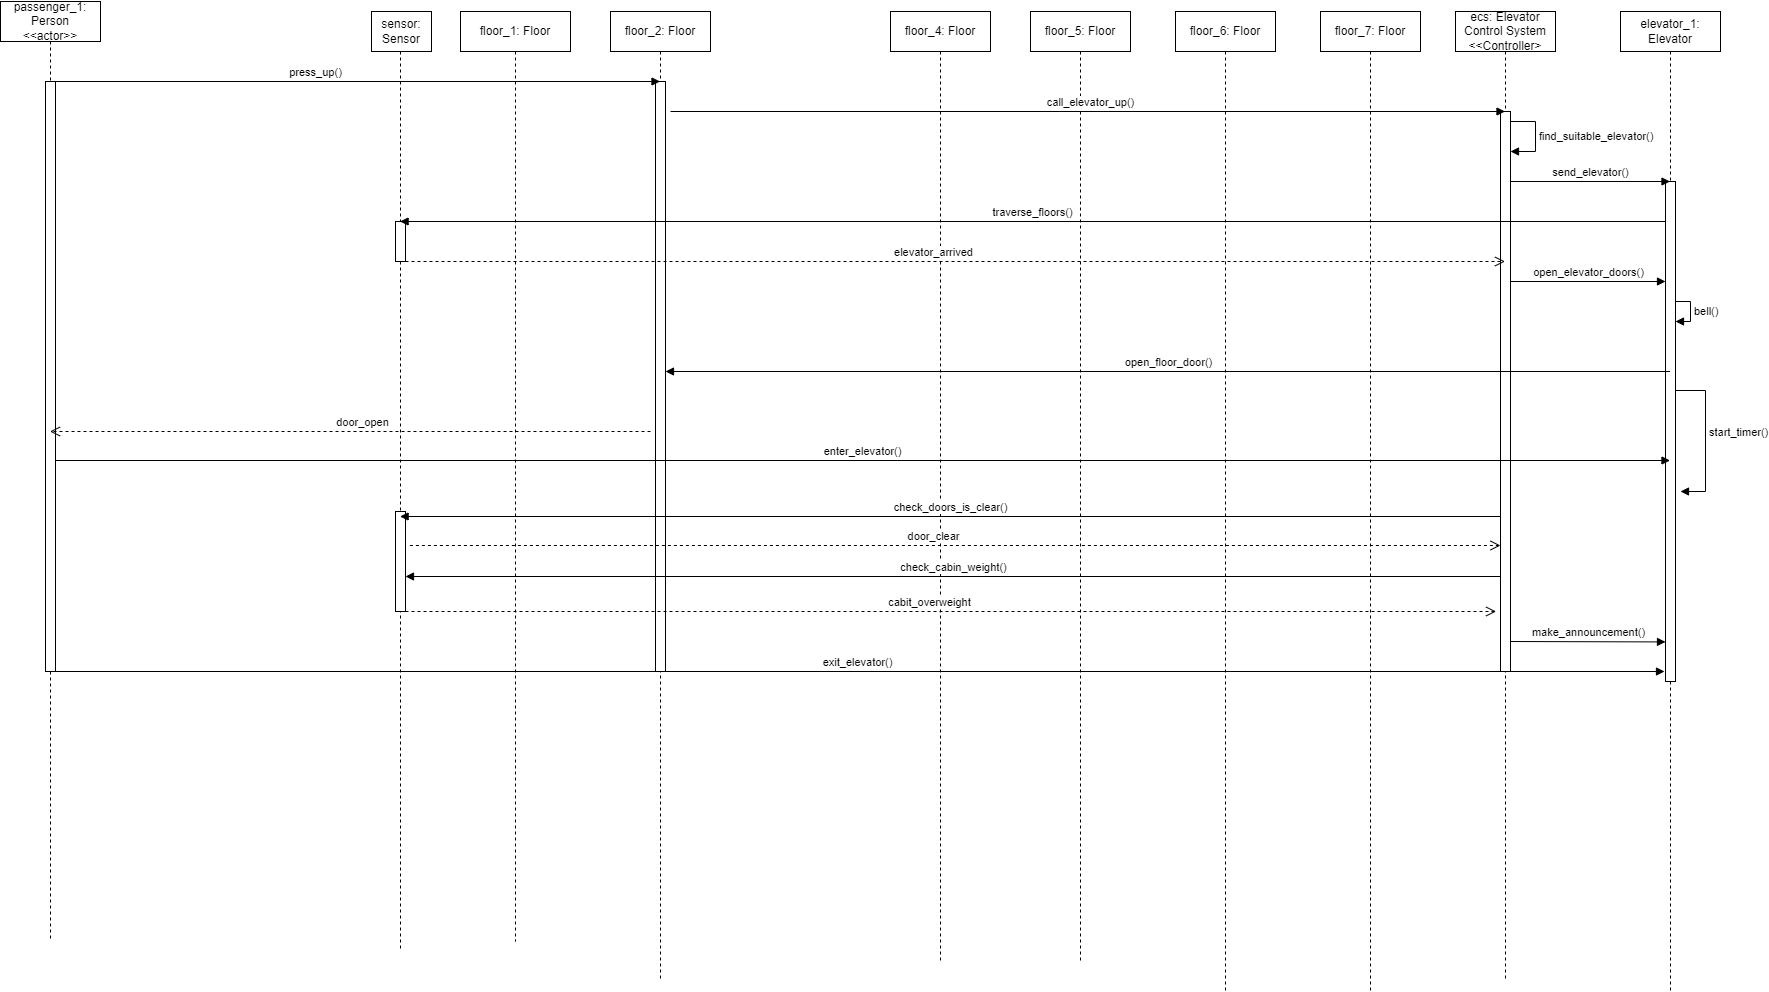 passenger_1:
Person
<<actor>>
sensor:
Sensor
floor_1: Floor
floor_2: Floor
floor_4: Floor
floor_5: Floor
floor_6: Floor
floor_7: Floor
ecs: Elevator
Control System
<<Controller>
elevator_1:
Elevator
press_up()
call_elevator_up()
find_suitable_elevator()
send_elevator()
traverse_floors()
elevator_arrived
open_elevator_doors()
bell()
open_floor_door()
door_open
start_timer()
enter_elevator()
check_doors_is_clear()
door_clear
check_cabin_weight()
cabit_overweight
make_announcement()
exit_elevator()